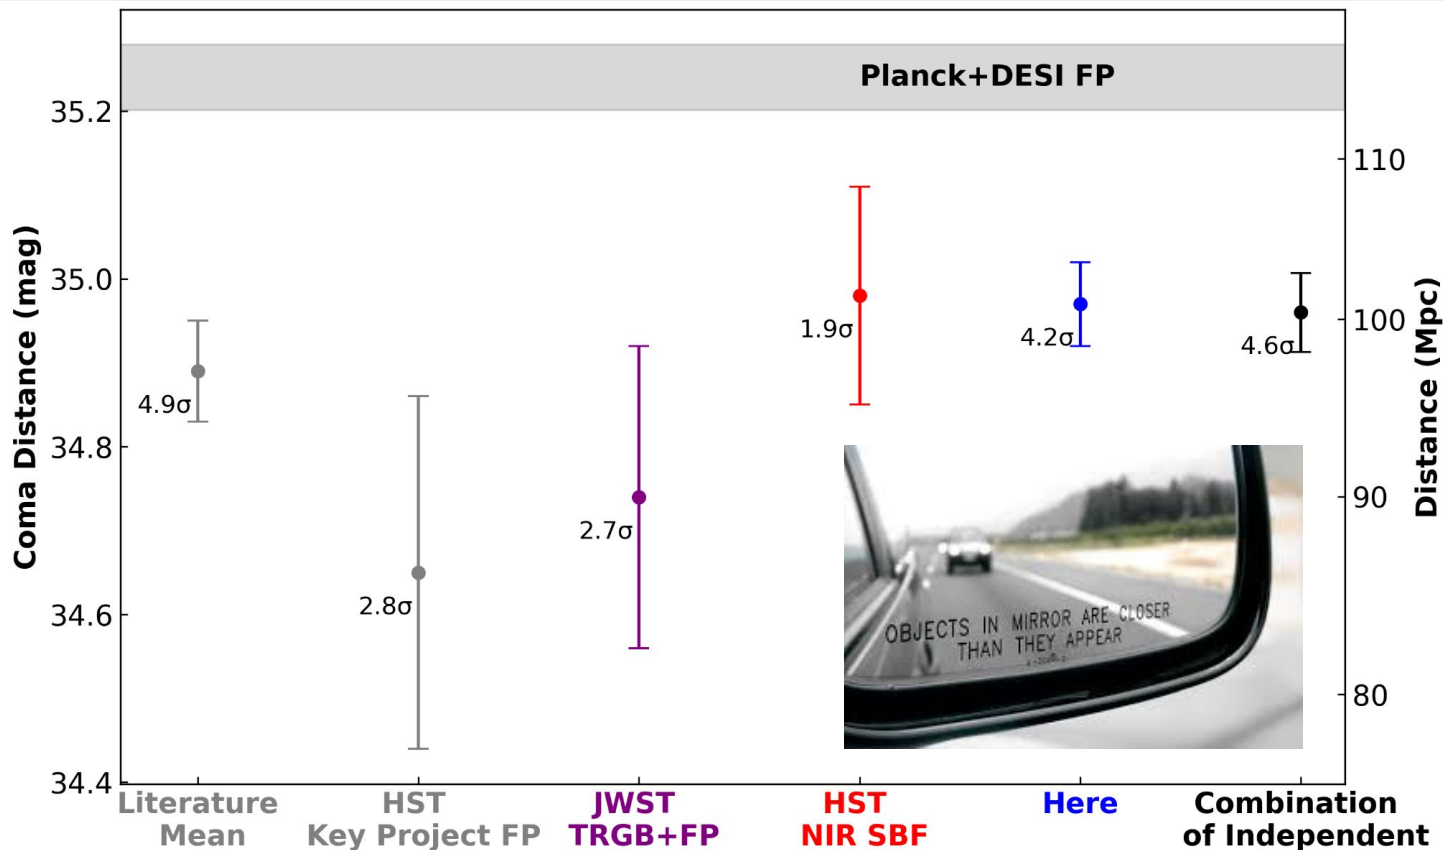 Planck+DESI FP
35.2
35.0
34.8
34.6
34.4
Coma Distance (mag)
110
100
90
80
Distance (Mpc)
4.9σ
2.8σ
2.7σ
1.9σ
4.2σ
4.6σ
OBJECTS IN MIRROR ARE CLOSER
THAN THEY APPEAR
Literature
Mean
HST
Key Project FP
JWST
TRGB+FP
HST
NIR SBF
Here
Combination
of Independent